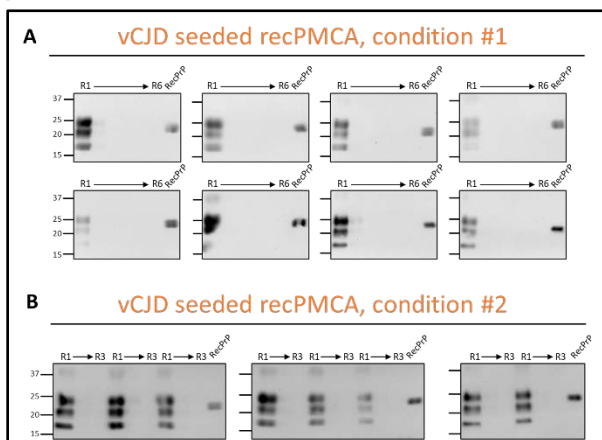 A
vCJD seeded recPMCA, condition #1
R1 R6 RecPrP R1 R6 RecPrP R1 R6 RecPrP R1 R6 RecPrP
37
25
20
15
R1 R6 RecPrP R1 R6 RecPrP R1 R6 RecPrP R1 R6 RecPrP
37
25
20
15
B
vCJD seeded recPMCA, condition #2
R1 R3 R1 R3 R1 R3 RecPrP R1 R3 R1 R3 R1 R3 RecPrP R1 R3 R1 R3 RecPrP
37
25
20
15